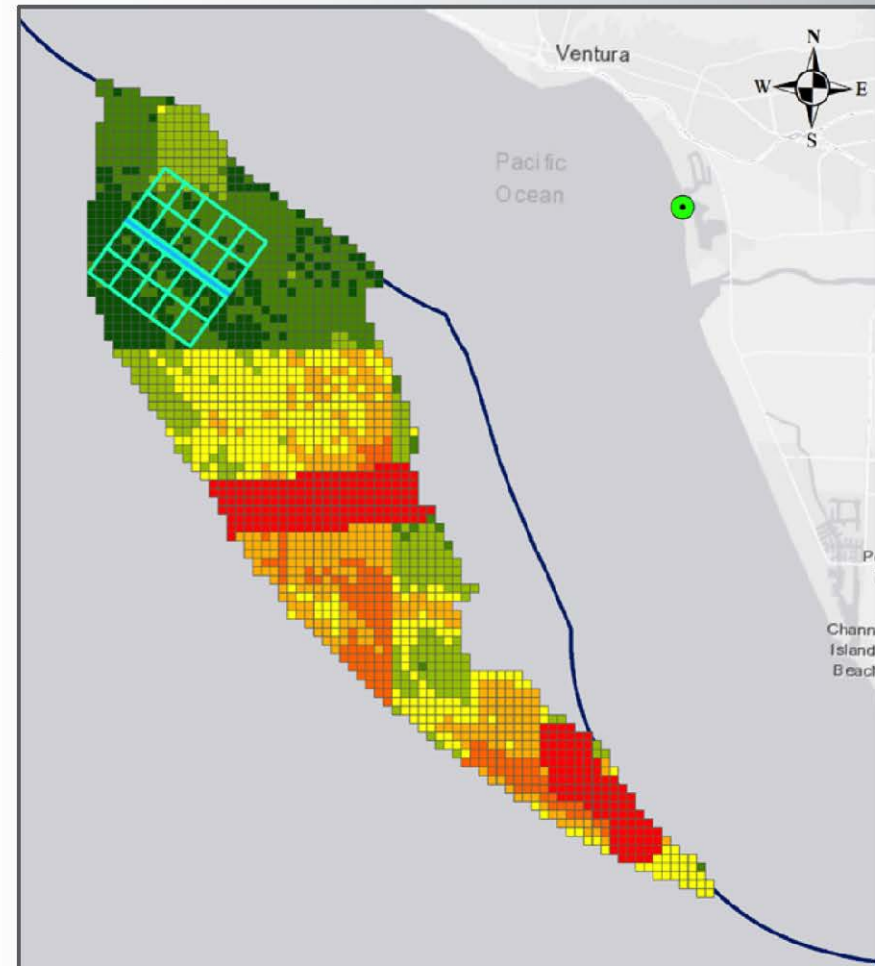 Ventura
N
W
E
S
Pacific
Ocean
P
Chann
Island
Beach